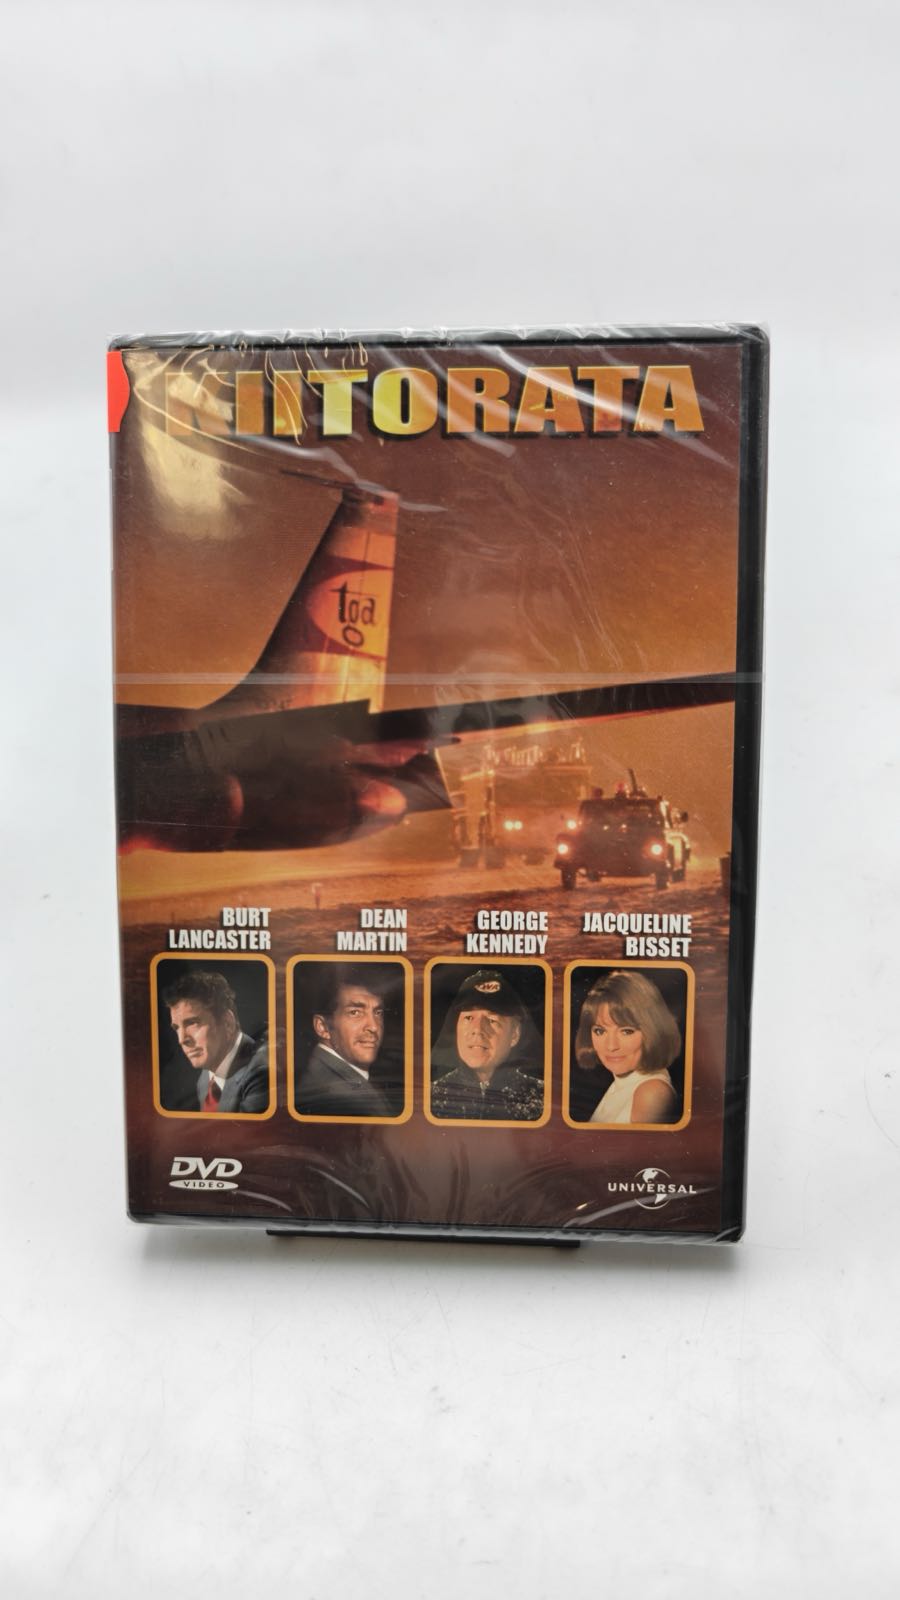 KIITORATA
tga
BURT LANCASTER
DEAN MARTIN
GEORGE KENNEDY
JACQUELINE BISSET
DVD
VIDEO
UNIVERSAL